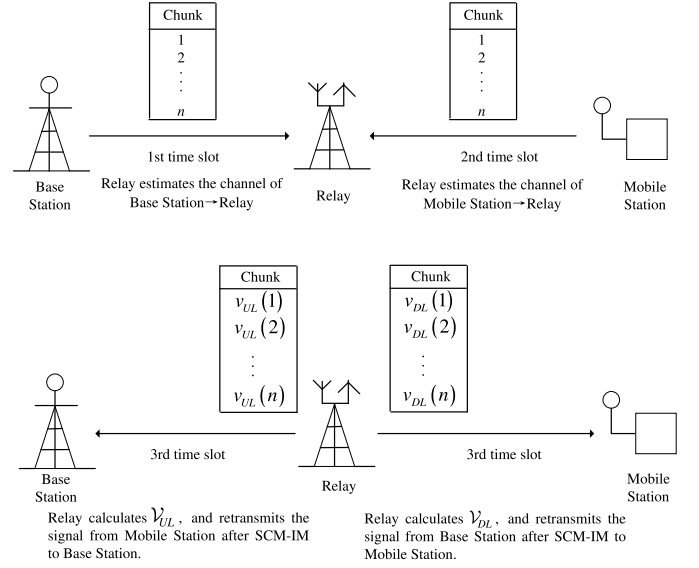 Chunk
1
2
.
.
.
n
Chunk
1
2
.
.
.
n
1st time slot
2nd time slot
Base
Station
Relay estimates the channel of
Base Station→Relay
Relay
Relay estimates the channel of
Mobile Station→Relay
Mobile
Station
Chunk
v_UL(1)
v_UL(2)
.
.
.
v_UL(n)
Chunk
v_DL(1)
v_DL(2)
.
.
.
v_DL(n)
3rd time slot
3rd time slot
Base
Station
Relay
Mobile
Station
Relay calculates 𝒱_UL, and retransmits the
signal from Mobile Station after SCM-IM
to Base Station.
Relay calculates 𝒱_DL, and retransmits the
signal from Base Station after SCM-IM to
Mobile Station.